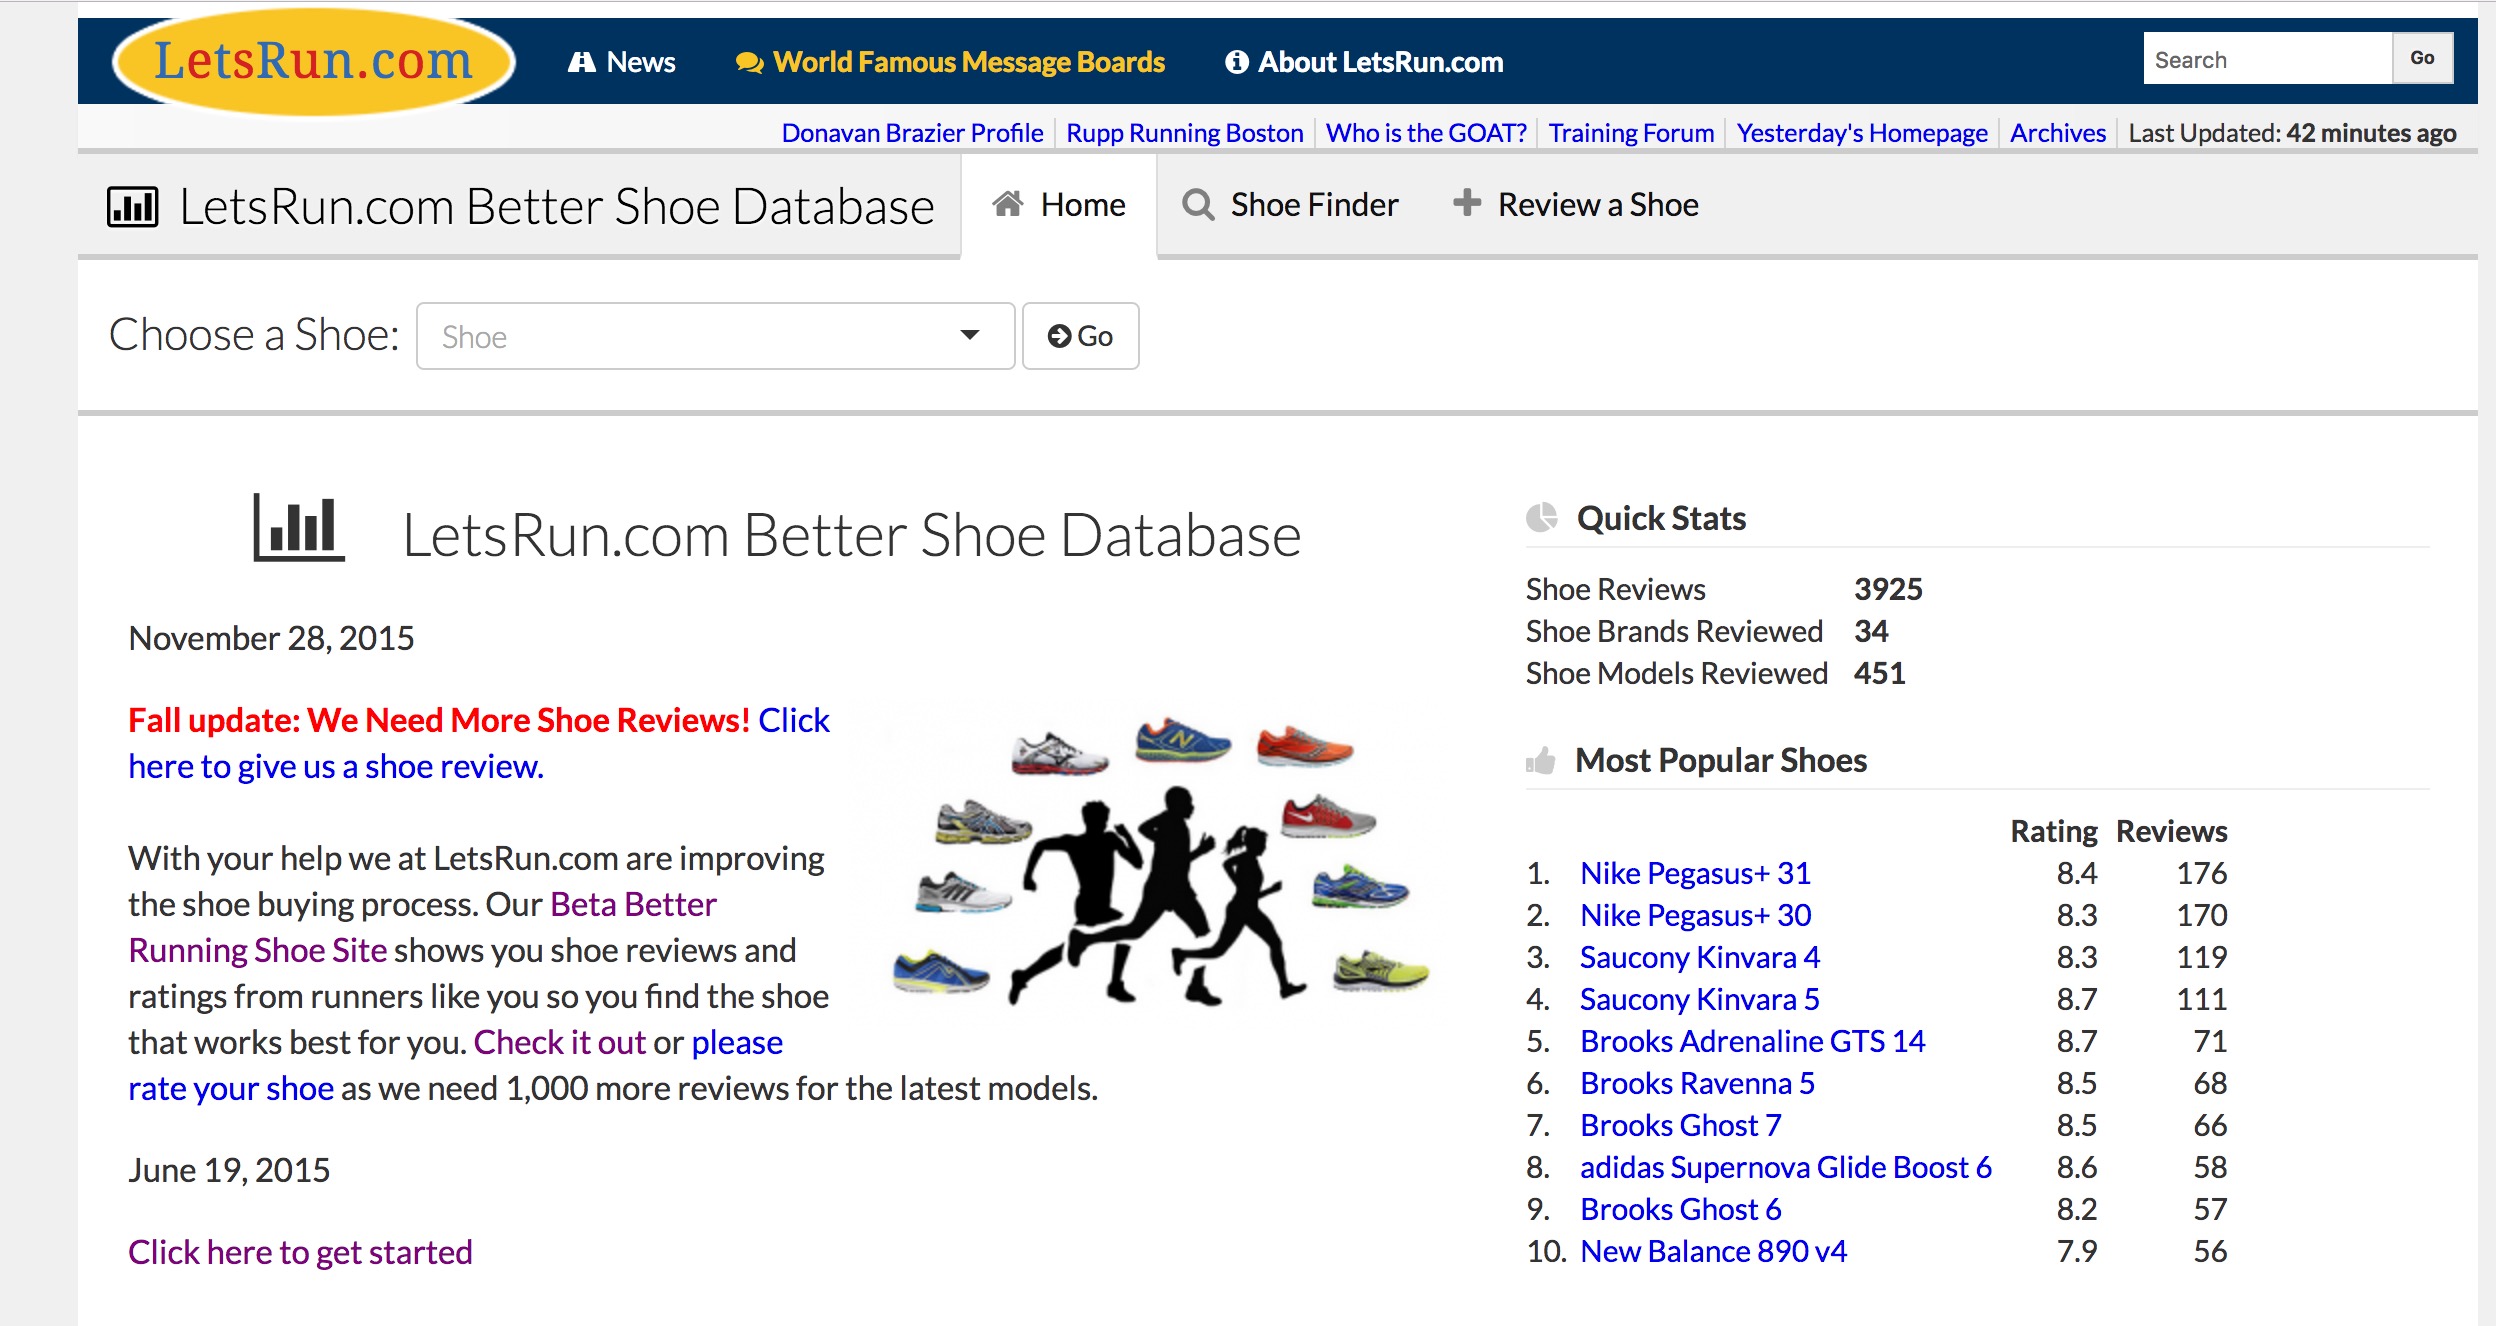 LetsRun.com
News
World Famous Message Boards
About LetsRun.com
Search
Go
Donavan Brazier Profile
Rupp Running Boston
Who is the GOAT?
Training Forum
Yesterday's Homepage
Archives
Last Updated: 42 minutes ago
LetsRun.com Better Shoe Database
Home
Shoe Finder
Review a Shoe
Choose a Shoe:
Shoe
Go
LetsRun.com Better Shoe Database
November 28, 2015
Fall update: We Need More Shoe Reviews! Click
here to give us a shoe review.
With your help we at LetsRun.com are improving
the shoe buying process. Our Beta Better
Running Shoe Site shows you shoe reviews and
ratings from runners like you so you find the shoe
that works best for you. Check it out or please
rate your shoe as we need 1,000 more reviews for the latest models.
June 19, 2015
Click here to get started
Quick Stats
Shoe Reviews 3925
Shoe Brands Reviewed 34
Shoe Models Reviewed 451
Most Popular Shoes
Rating Reviews
1. Nike Pegasus+ 31 8.4 176
2. Nike Pegasus+ 30 8.3 170
3. Saucony Kinvara 4 8.3 119
4. Saucony Kinvara 5 8.7 111
5. Brooks Adrenaline GTS 14 8.7 71
6. Brooks Ravenna 5 8.5 68
7. Brooks Ghost 7 8.5 66
8. adidas Supernova Glide Boost 6 8.6 58
9. Brooks Ghost 6 8.2 57
10. New Balance 890 v4 7.9 56